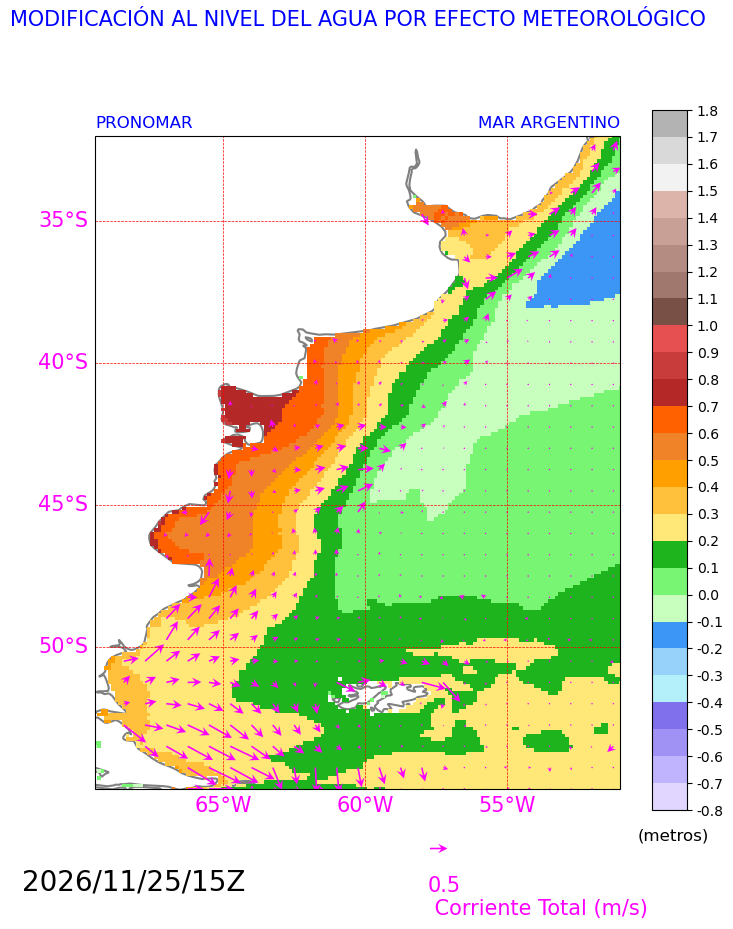 MODIFICACIÓN AL NIVEL DEL AGUA POR EFECTO METEOROLÓGICO
PRONOMAR
MAR ARGENTINO
35°S
40°S
45°S
50°S
65°W
60°W
55°W
1.8
1.7
1.6
1.5
1.4
1.3
1.2
1.1
1.0
0.9
0.8
0.7
0.6
0.5
0.4
0.3
0.2
0.1
0.0
-0.1
-0.2
-0.3
-0.4
-0.5
-0.6
-0.7
-0.8
(metros)
0.5
Corriente Total (m/s)
2026/11/25/15Z